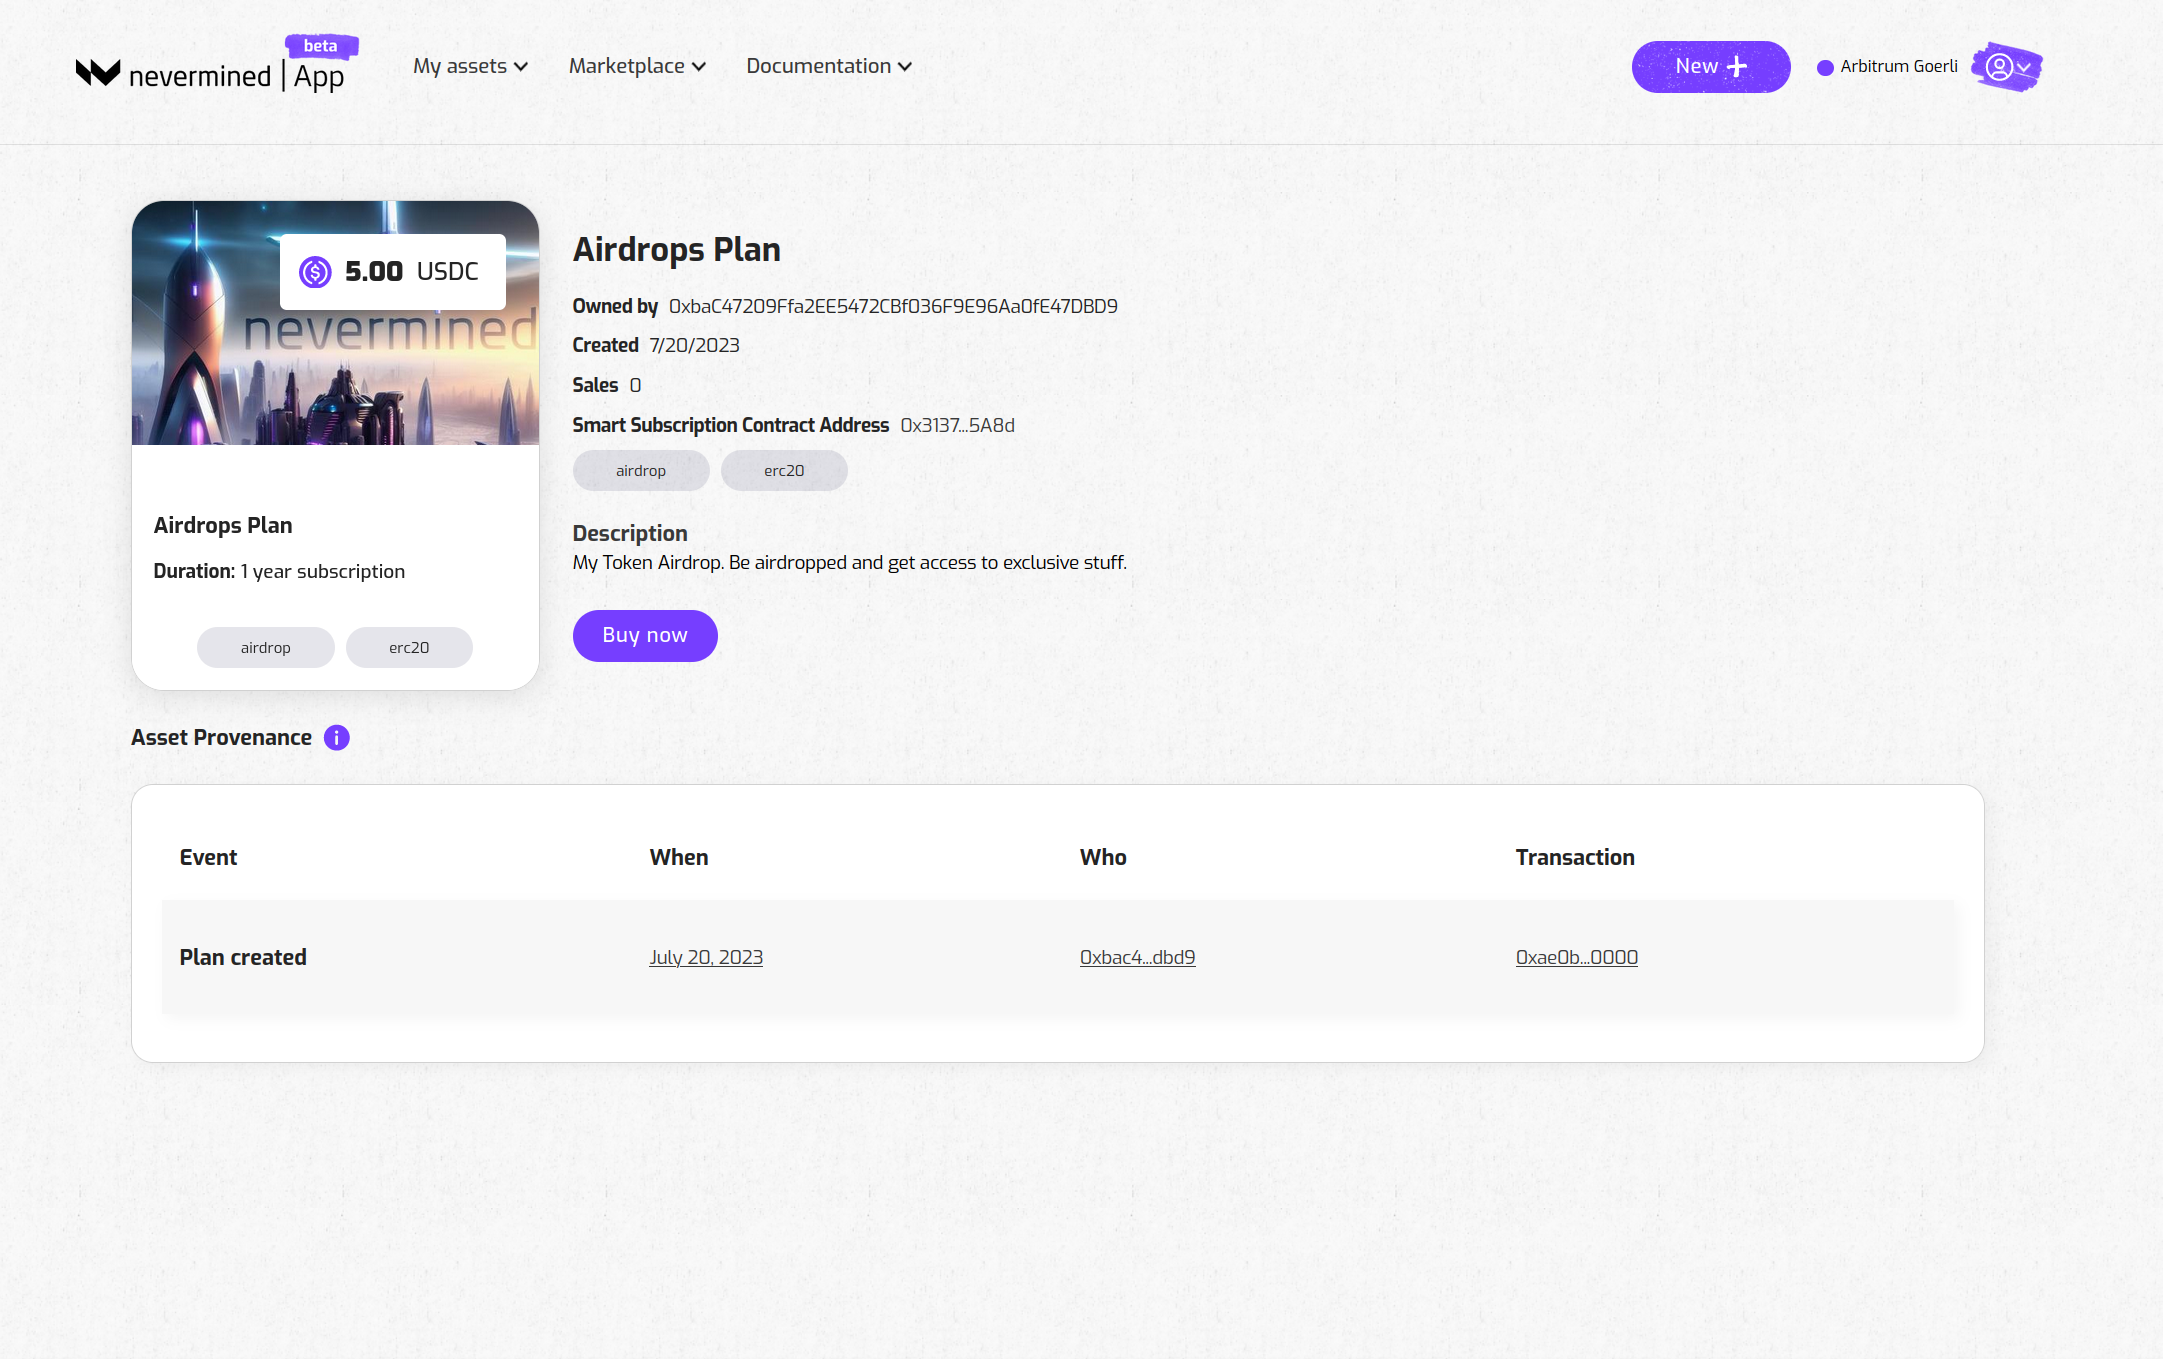 beta
nevermined | App
My assets
Marketplace
Documentation
New
Arbitrum Goerli
5.00 USDC
nevermined
Airdrops Plan
Duration: 1 year subscription
airdrop
erc20
Airdrops Plan
Owned by 0xbaC47209Ffa2EE5472CBf036F9E96Aa0fE47DBD9
Created 7/20/2023
Sales 0
Smart Subscription Contract Address 0x3137...5A8d
airdrop
erc20
Description
My Token Airdrop. Be airdropped and get access to exclusive stuff.
Buy now
Asset Provenance
Event When Who Transaction
Plan created July 20, 2023 0xbac4...dbd9 0xae0b...0000